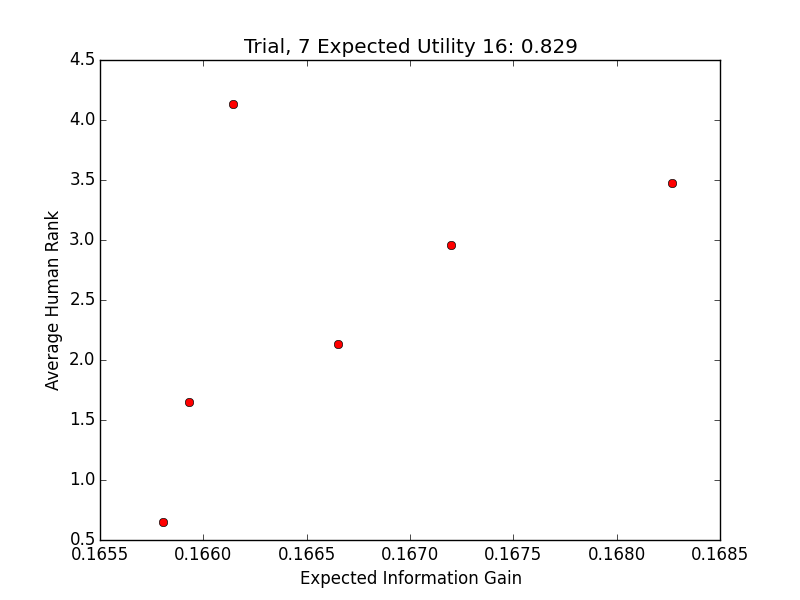 Trial, 7 Expected Utility 16: 0.829
4.5
4.0
3.5
3.0
2.5
2.0
1.5
1.0
0.5
Average Human Rank
0.1655 0.1660 0.1665 0.1670 0.1675 0.1680 0.1685
Expected Information Gain